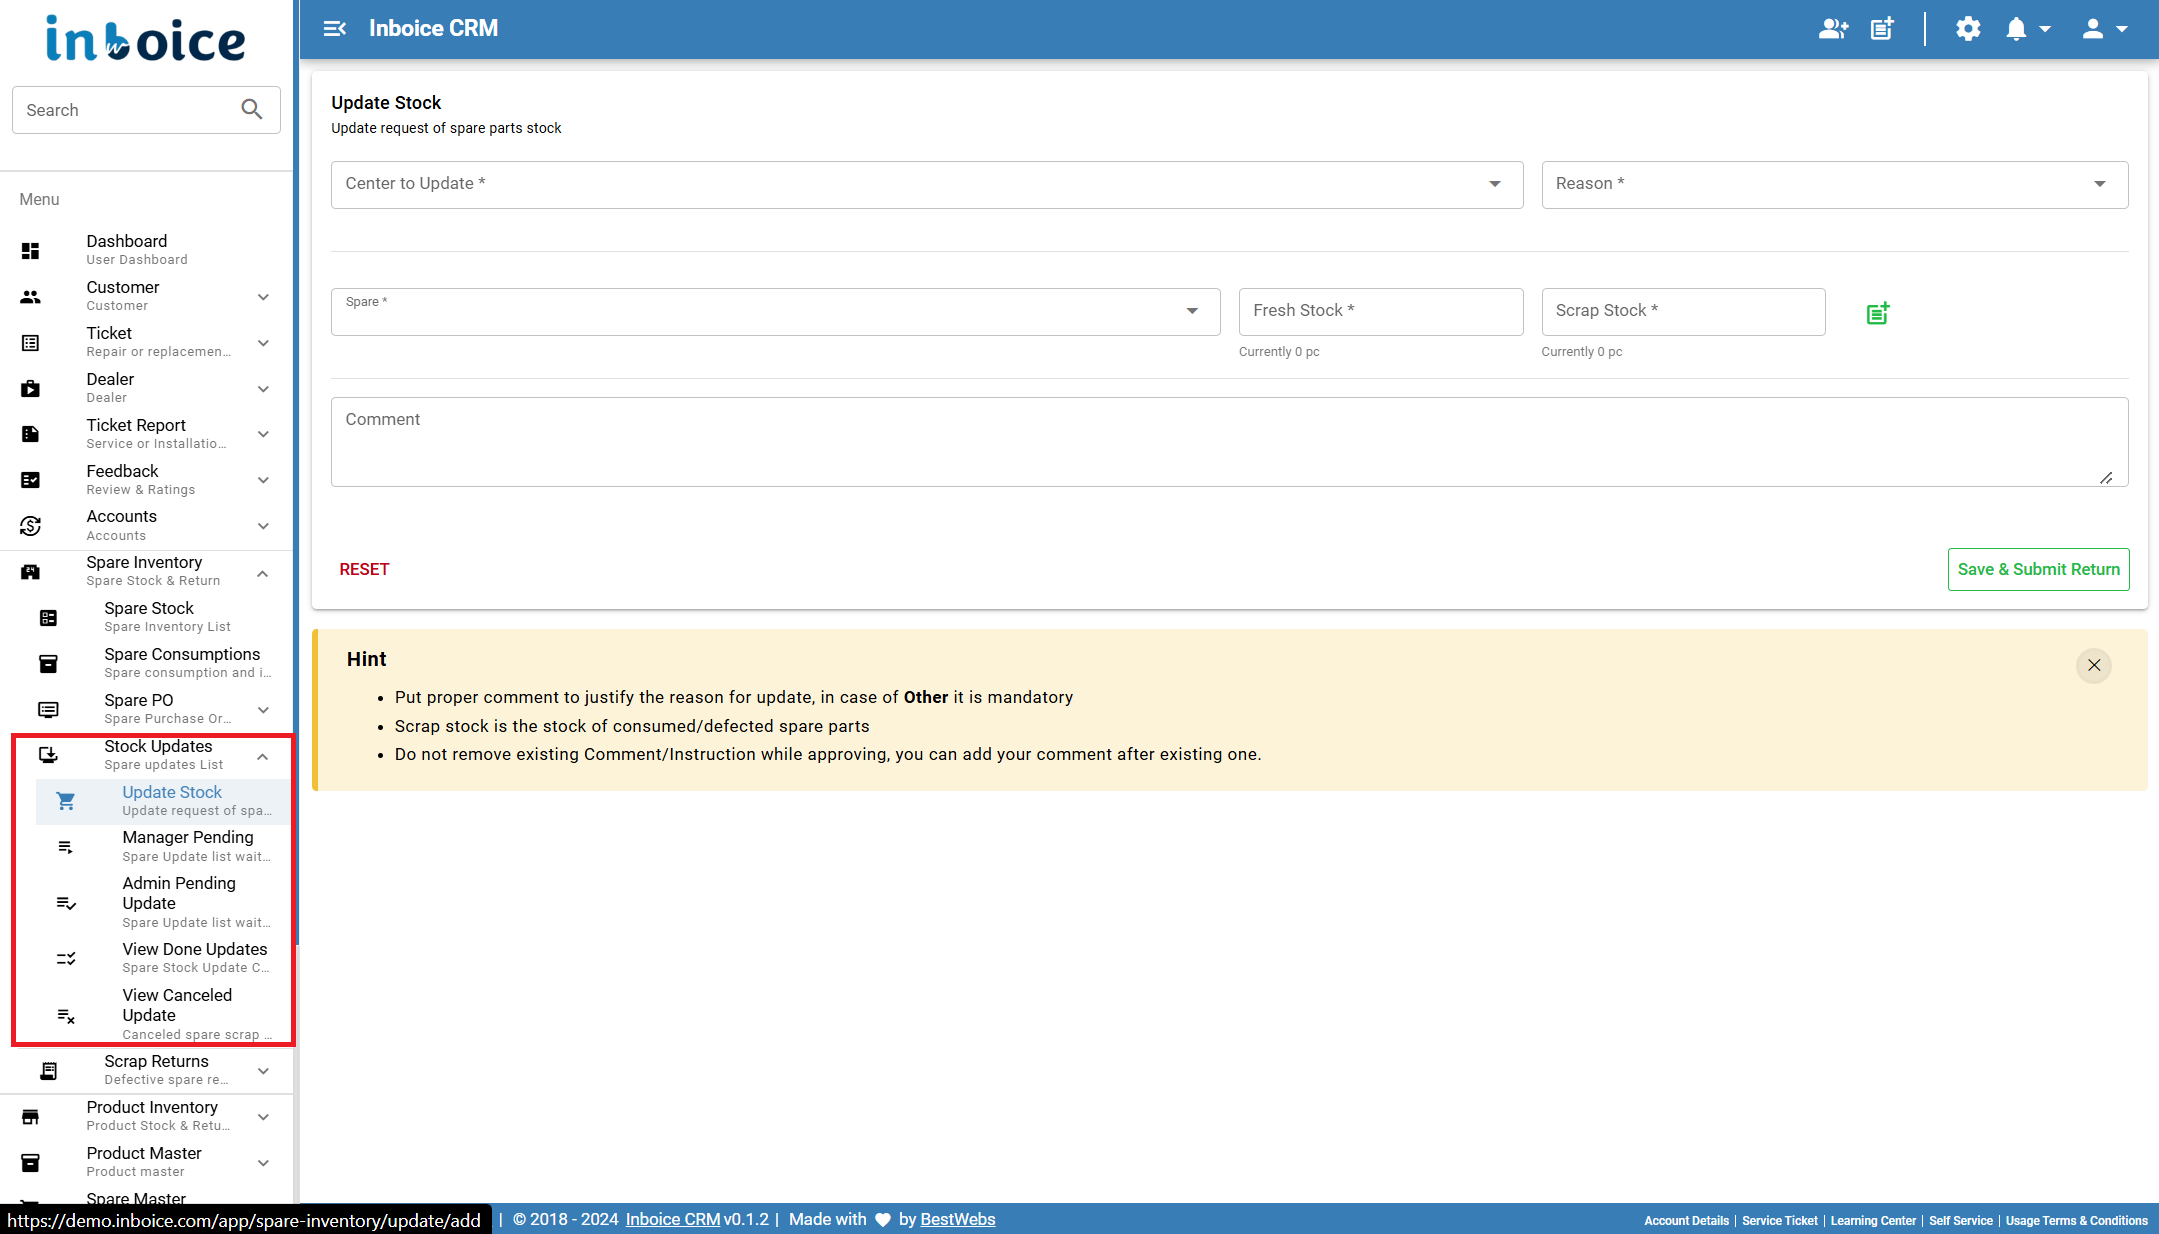 inboice
Search
Menu
Dashboard
User Dashboard
Customer
Customer
Ticket
Repair or replacemen...
Dealer
Dealer
Ticket Report
Service or Installatio...
Feedback
Review & Ratings
Accounts
Accounts
Spare Inventory
Spare Stock & Return
Spare Stock
Spare Inventory List
Spare Consumptions
Spare consumption and i...
Spare PO
Spare Purchase Or...
Stock Updates
Spare updates List
Update Stock
Update request of spa...
Manager Pending
Spare Update list wait...
Admin Pending
Update
Spare Update list wait...
View Done Updates
Spare Stock Update C...
View Canceled
Update
Canceled spare scrap ...
Scrap Returns
Defective spare re...
Product Inventory
Product Stock & Retu...
Product Master
Product master
Spare Master
Inboice CRM
Update Stock
Update request of spare parts stock
Center to Update *
Reason *
Spare *
Fresh Stock *
Scrap Stock *
Currently 0 pc
Currently 0 pc
Comment
RESET
Save & Submit Return
Hint
• Put proper comment to justify the reason for update, in case of Other it is mandatory
• Scrap stock is the stock of consumed/defected spare parts
• Do not remove existing Comment/Instruction while approving, you can add your comment after existing one.
https://demo.inboice.com/app/spare-inventory/update/add
| © 2018 - 2024 Inboice CRM v0.1.2 | Made with ♥ by BestWebs
Account Details | Service Ticket | Learning Center | Self Service | Usage Terms & Conditions